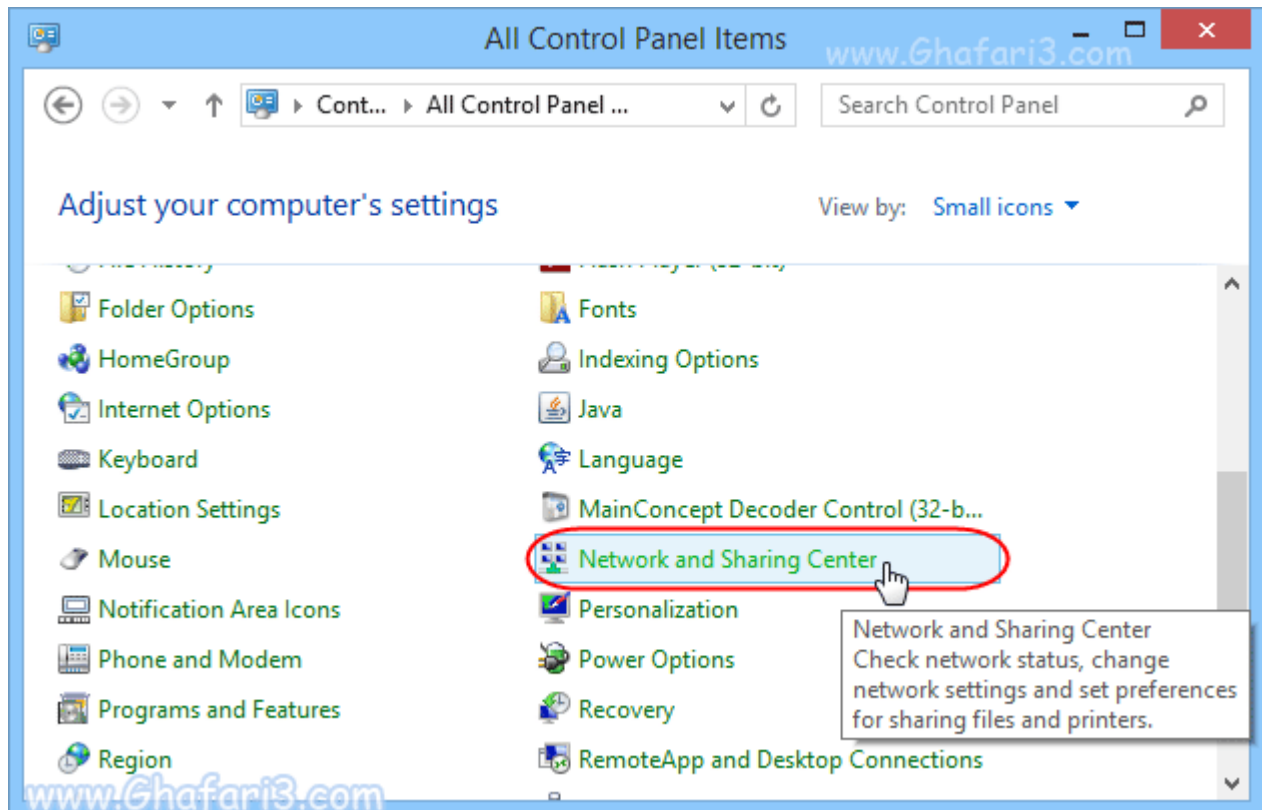 All Control Panel Items
www.Ghafari3.com
Cont... All Control Panel ...
Search Control Panel
Adjust your computer's settings
View by: Small icons
Folder Options
Fonts
HomeGroup
Indexing Options
Internet Options
Java
Keyboard
Language
Location Settings
MainConcept Decoder Control (32-b...
Mouse
Network and Sharing Center
Notification Area Icons
Personalization
Network and Sharing Center
Check network status, change
network settings and set preferences
for sharing files and printers.
Phone and Modem
Power Options
Programs and Features
Recovery
Region
RemoteApp and Desktop Connections
www.Ghafari3.com